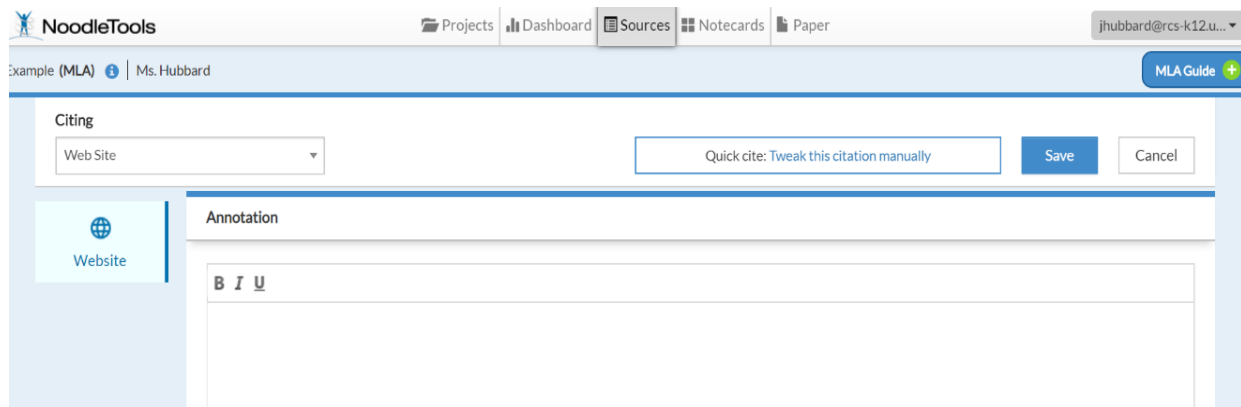 NoodleTools Projects Dashboard Sources Notecards Paper jhubbard@rcs-k12.u...
Example (MLA) Ms. Hubbard MLA Guide
Citing
Web Site Quick cite: Tweak this citation manually Save Cancel
Annotation
Website
B I U